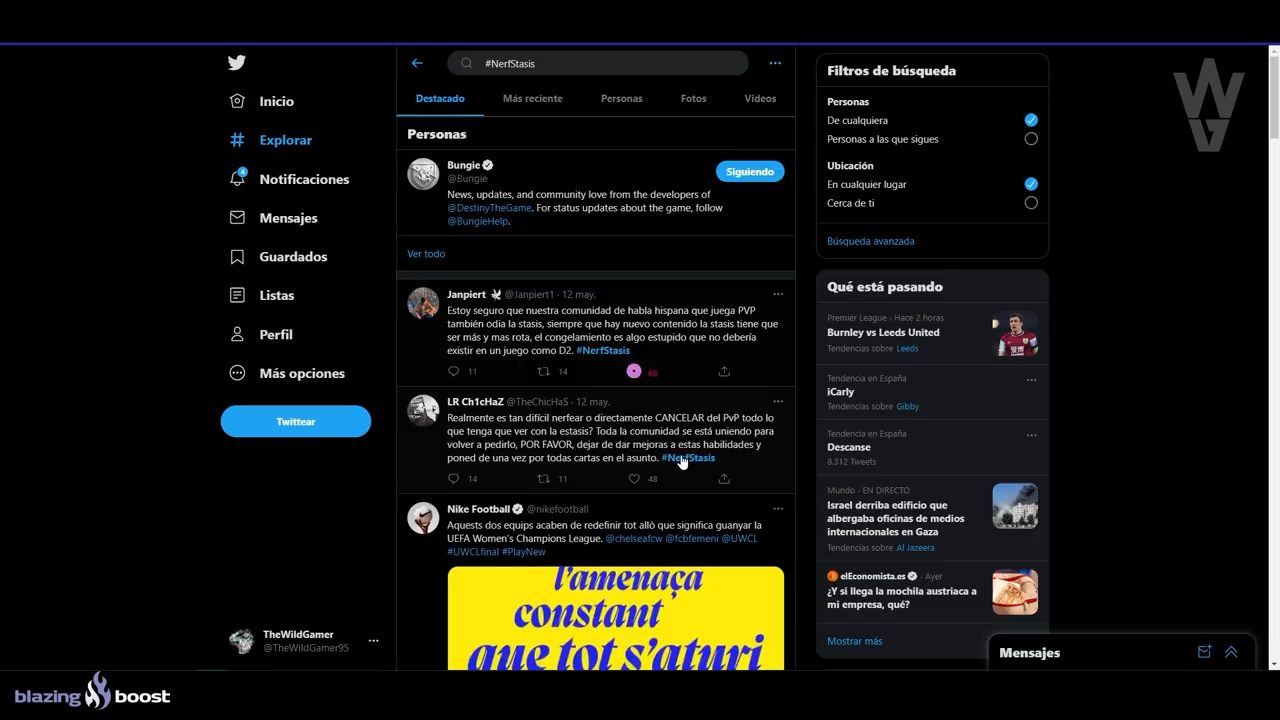 #NerfStasis
Inicio
Explorar
4
Notificaciones
Mensajes
Guardados
Listas
Perfil
Más opciones
Twittear
TheWildGamer
@TheWildGamer95
Destacado
Más reciente
Personas
Fotos
Videos
Personas
Bungie
@Bungie
Siguiendo
News, updates, and community love from the developers of
@DestinyTheGame. For status updates about the game, follow
@BungieHelp.
Ver todo
Janpiert @Janpiert1 · 12 may.
Estoy seguro que nuestra comunidad de habla hispana que juega PVP
también odia la stasis, siempre que hay nuevo contenido la stasis tiene que
ser más y mas rota, el congelamiento es algo estupido que no debería
existir en un juego como D2. #NerfStasis
11 14 68
LR Ch1cHaZ @TheChicHaS · 12 may.
Realmente es tan difícil nerfear o directamente CANCELAR del PvP todo lo
que tenga que ver con la estasis? Toda la comunidad se está uniendo para
volver a pedirlo, POR FAVOR, dejar de dar mejoras a estas habilidades y
poned de una vez por todas cartas en el asunto. #NerfStasis
14 11 48
Nike Football @nikefootball
Aquests dos equips acaben de redefinir tot allò que significa guanyar la
UEFA Women's Champions League. @chelseafcw @fcbfemeni @UWCL
#UWCLfinal #PlayNew
l'amenaça
constant
que tot s'aturi
Filtros de búsqueda
Personas
De cualquiera
Personas a las que sigues
Ubicación
En cualquier lugar
Cerca de ti
Búsqueda avanzada
Qué está pasando
Premier League · Hace 2 horas
Burnley vs Leeds United
Tendencias sobre Leeds
Tendencia en España
iCarly
Tendencias sobre Gibby
Tendencia en España
Descanse
8.312 Tweets
Mundo · EN DIRECTO
Israel derriba edificio que
albergaba oficinas de medios
internacionales en Gaza
Tendencias sobre Al Jazeera
elEconomista.es · Ayer
¿Y si llega la mochila austriaca a
mi empresa, qué?
Mostrar más
Mensajes
blazing boost